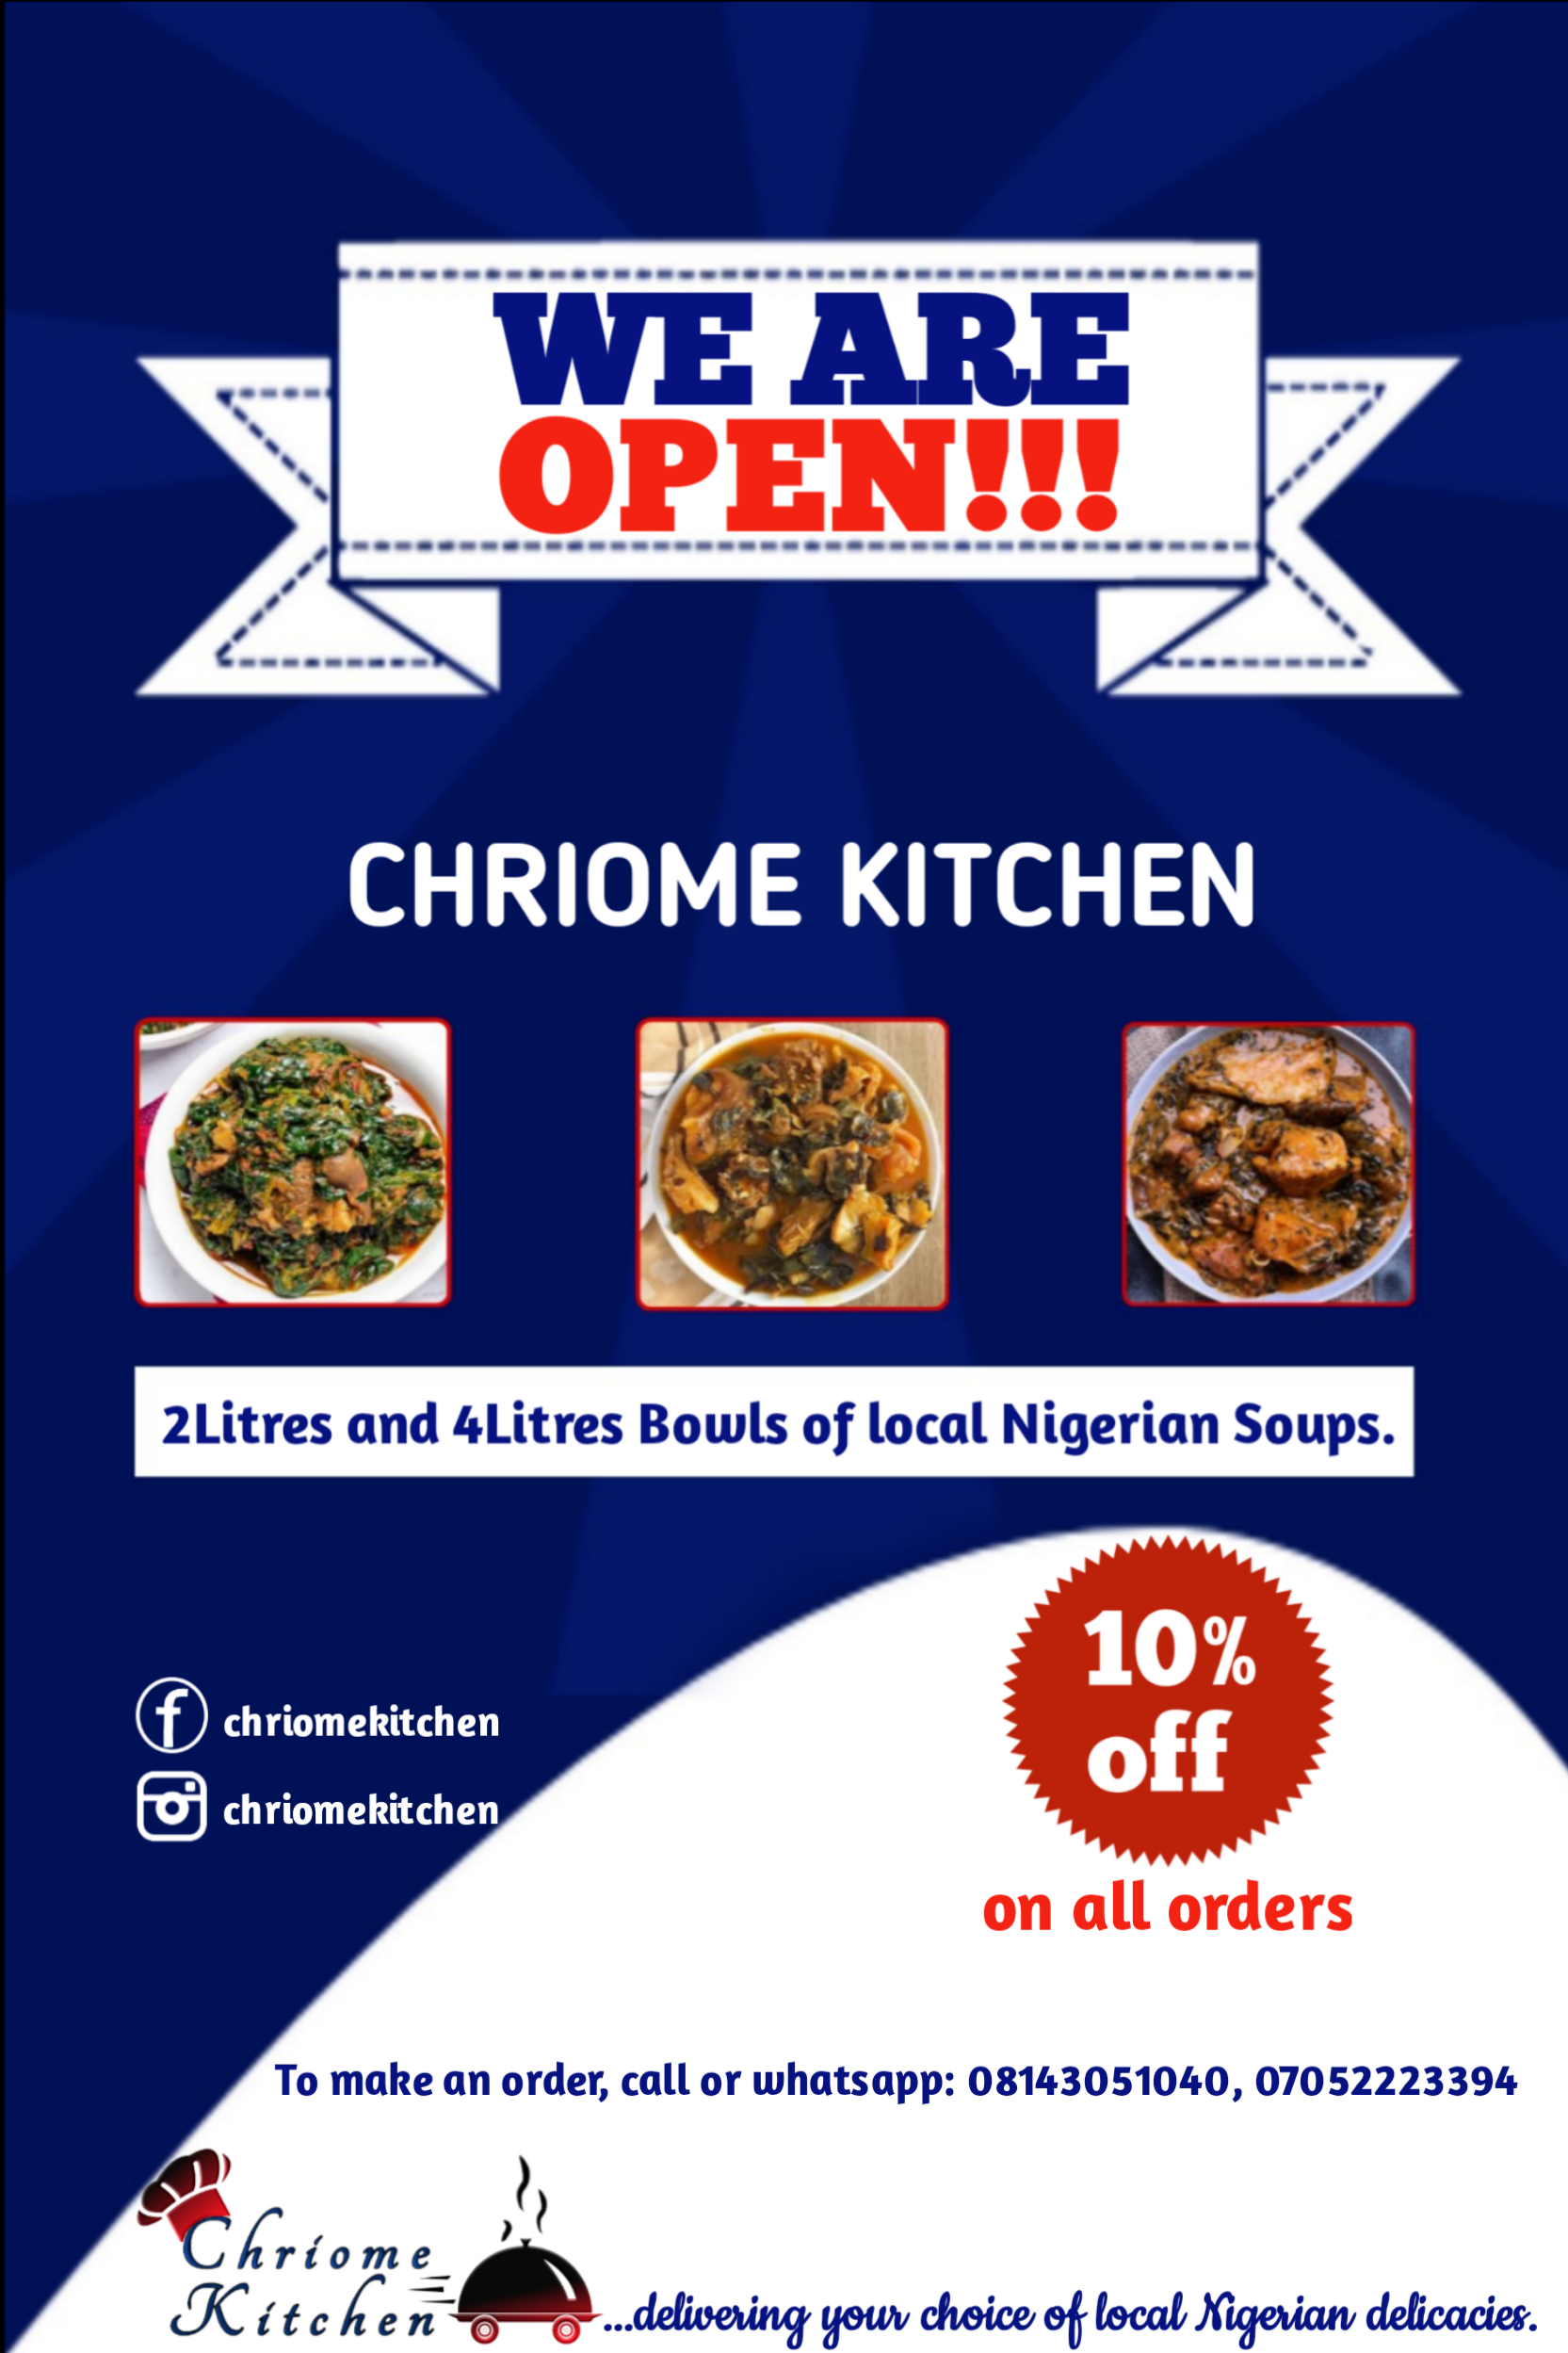 WE ARE
OPEN!!!
CHRIOME KITCHEN
2Litres and 4Litres Bowls of local Nigerian Soups.
10%
off
on all orders
chriomekitchen
chriomekitchen
To make an order, call or whatsapp: 08143051040, 07052223394
Chriome
Kitchen
...delivering your choice of local Nigerian delicacies.